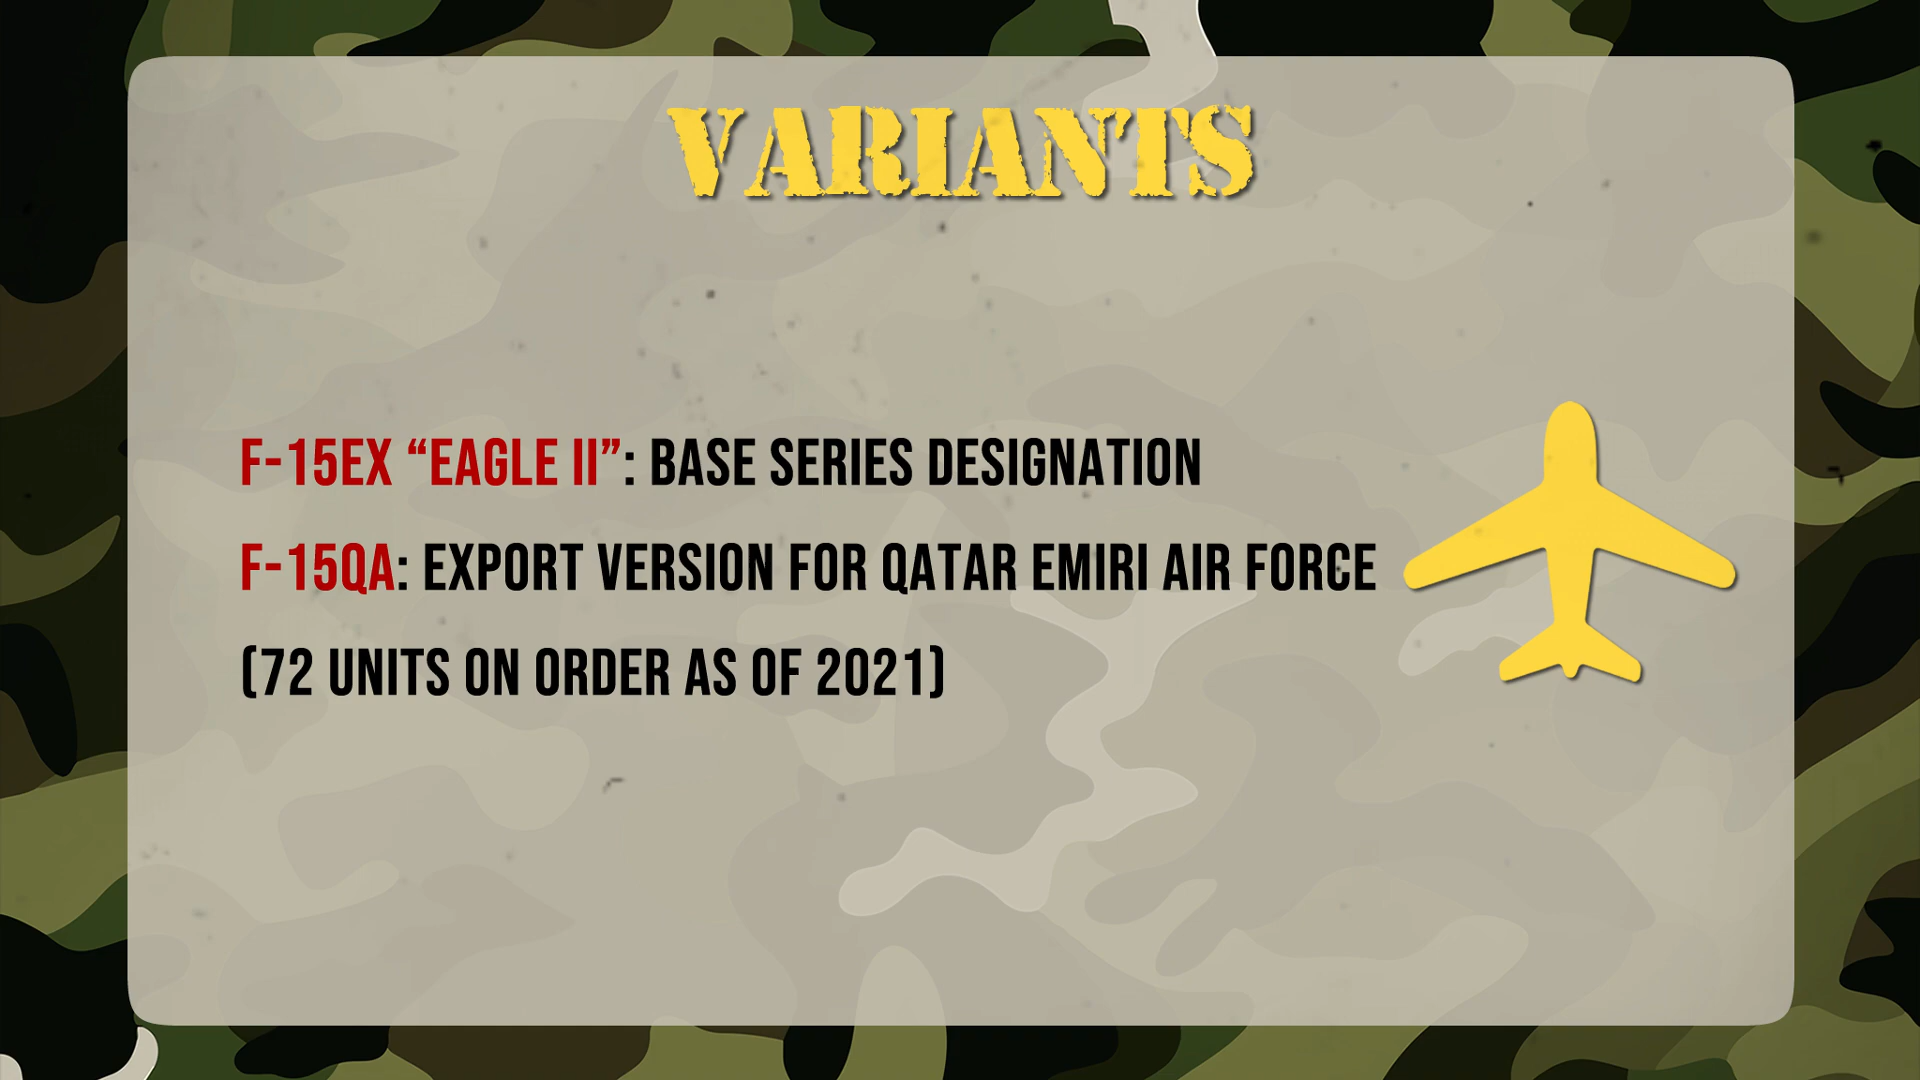 VARIANTS
F-15EX “EAGLE II”: BASE SERIES DESIGNATION
F-15QA: EXPORT VERSION FOR QATAR EMIRI AIR FORCE
(72 UNITS ON ORDER AS OF 2021)